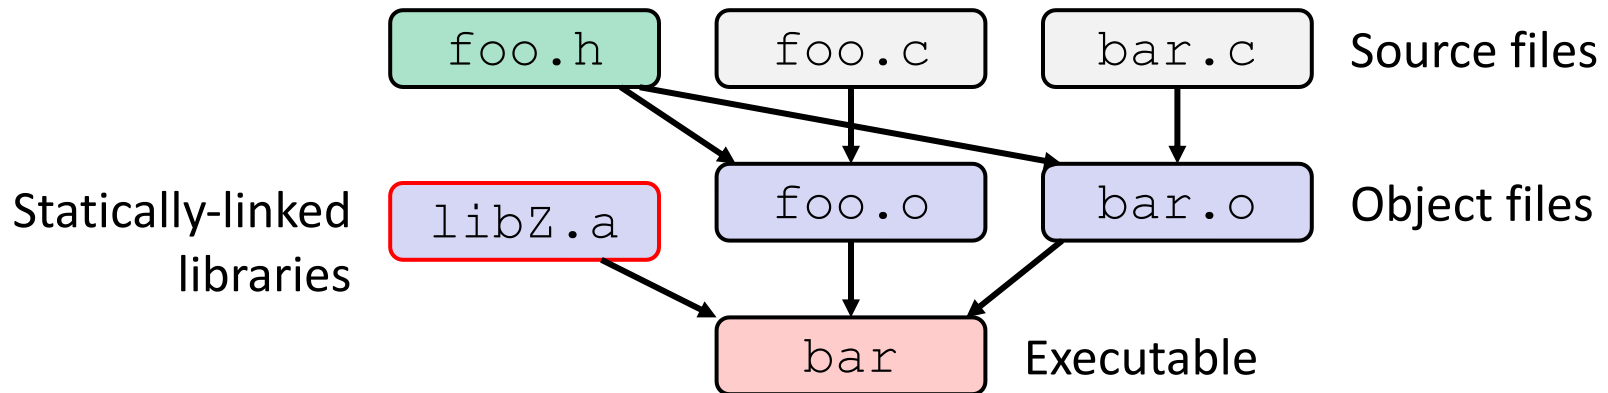 foo.h
foo.c
bar.c
Source files
Statically-linked
libraries
libZ.a
foo.o
bar.o
Object files
bar
Executable